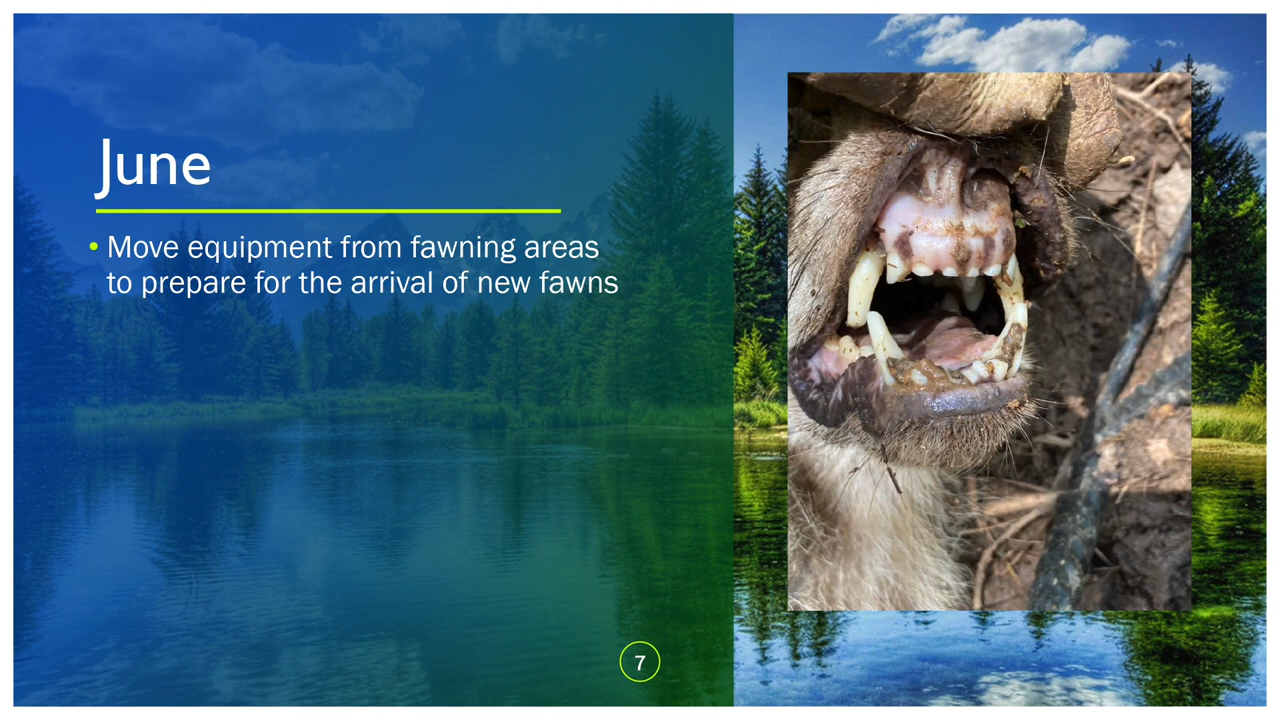 June
• Move equipment from fawning areas
to prepare for the arrival of new fawns
7